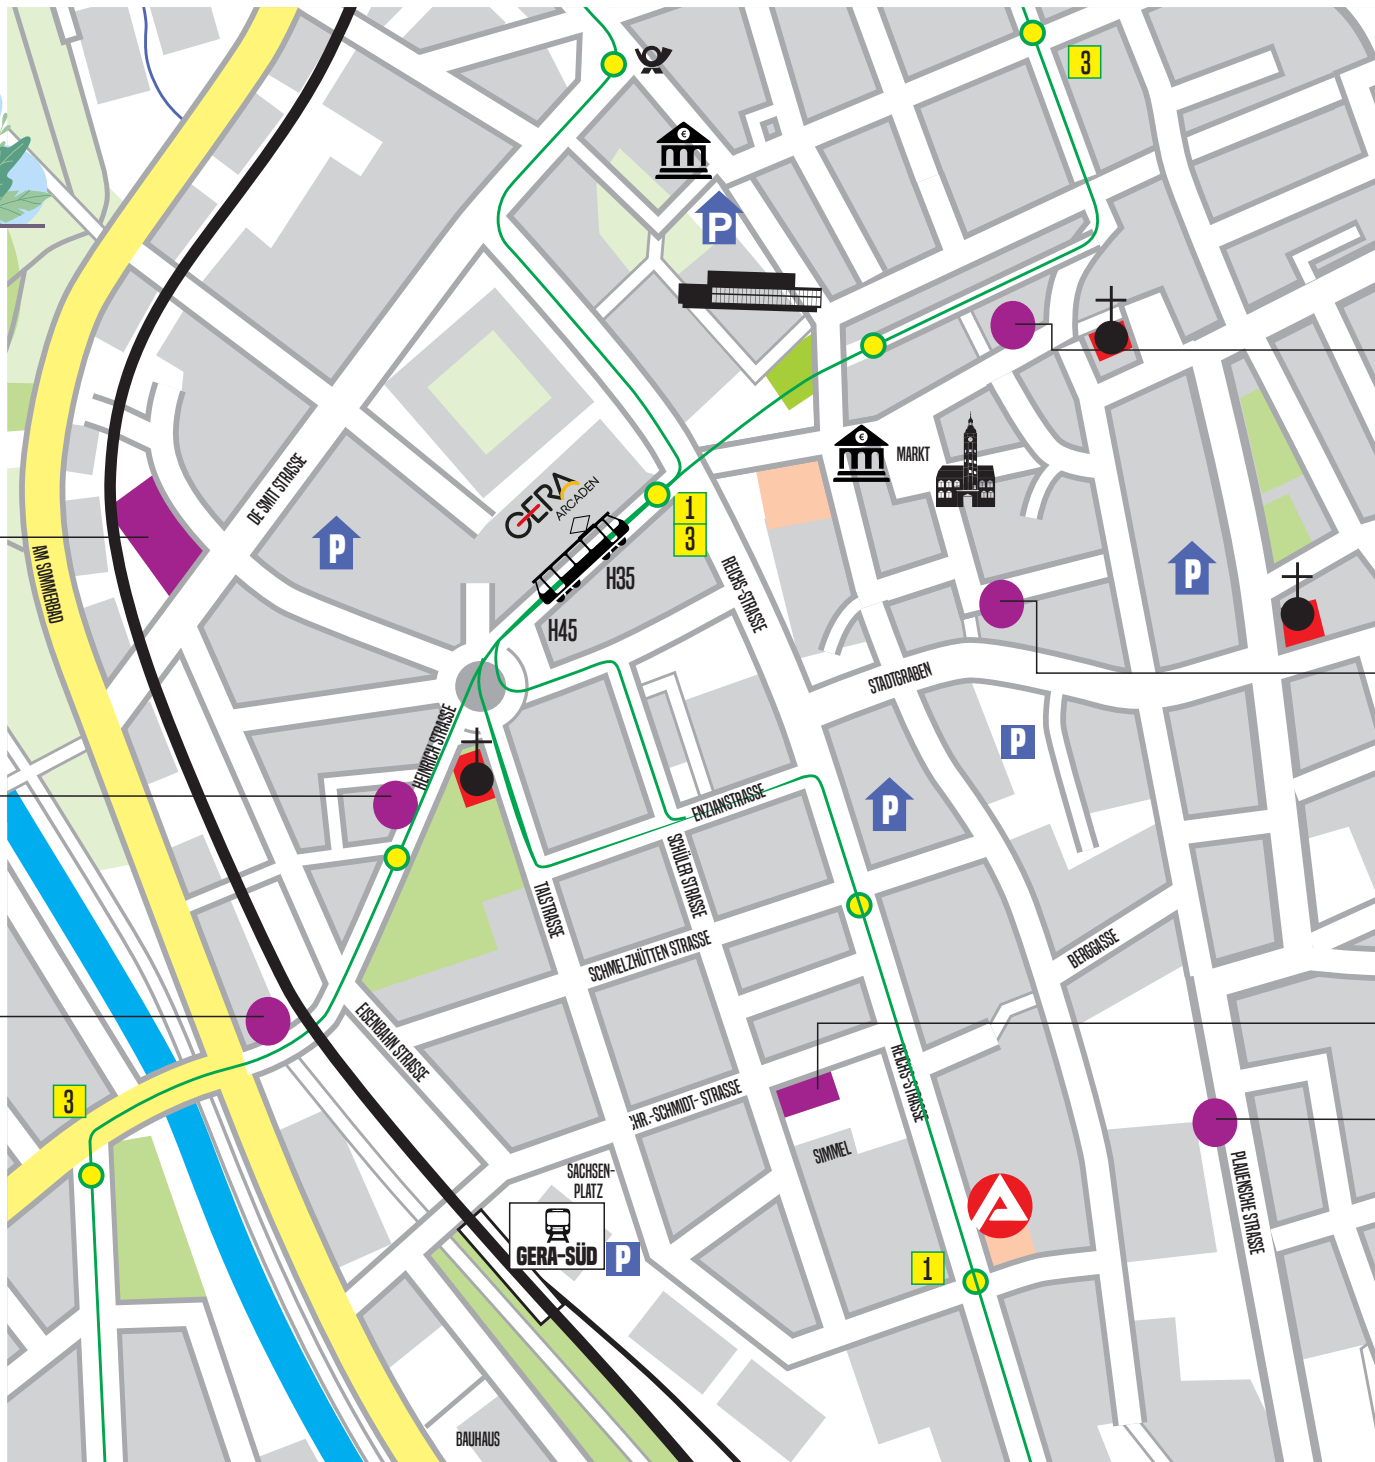 3
P
€
€
MARKT
DE SMIT STRASSE
GERA
ARCADEN
1
3
P
P
H35
AM SOMMERBAD
REICHS-STRASSE
H45
STADTGRABEN
HEINRICH STRASSE
P
ENZIANSTRASSE
P
SCHÜLER STRASSE
TALSTRASSE
SCHMELZHÜTTEN STRASSE
BERGGASSE
EISENBAHN STRASSE
3
REICHS-STRASSE
CHR.-SCHMIDT- STRASSE
SIMMEL
SACHSEN-
PLATZ
PLAUENSCHE STRASSE
GERA-SÜD
P
1
BAUHAUS